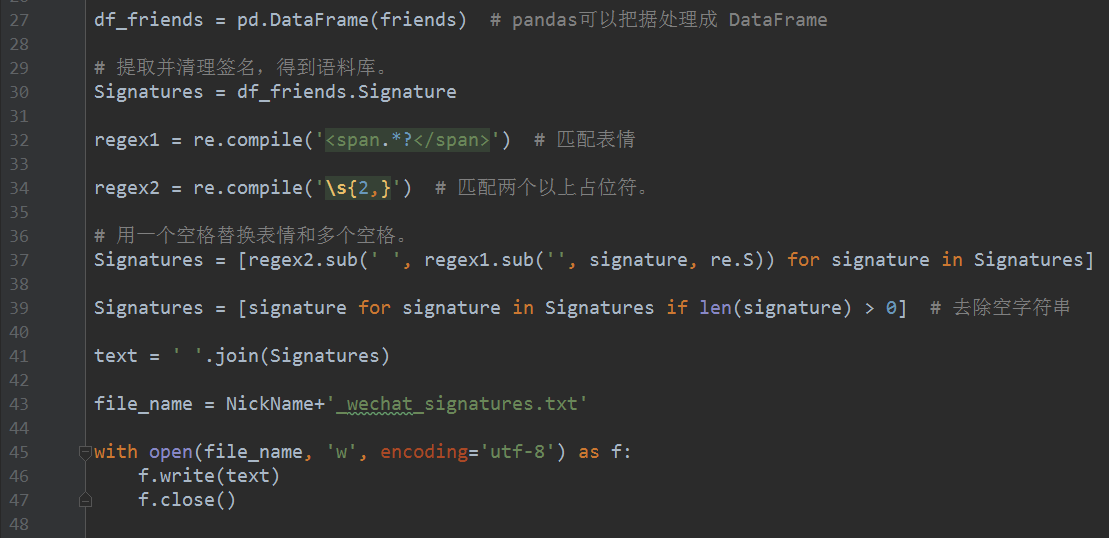 27 df_friends = pd.DataFrame(friends)  # pandas可以把据处理成 DataFrame
28
29 # 提取并清理签名，得到语料库。
30 Signatures = df_friends.Signature
31
32 regex1 = re.compile('<span.*?</span>')  # 匹配表情
33
34 regex2 = re.compile('\s{2,}')  # 匹配两个以上占位符。
35
36 # 用一个空格替换表情和多个空格。
37 Signatures = [regex2.sub(' ', regex1.sub('', signature, re.S)) for signature in Signatures]
38
39 Signatures = [signature for signature in Signatures if len(signature) > 0]  # 去除空字符串
40
41 text = ' '.join(Signatures)
42
43 file_name = NickName+'_wechat_signatures.txt'
44
45 with open(file_name, 'w', encoding='utf-8') as f:
46     f.write(text)
47     f.close()
48